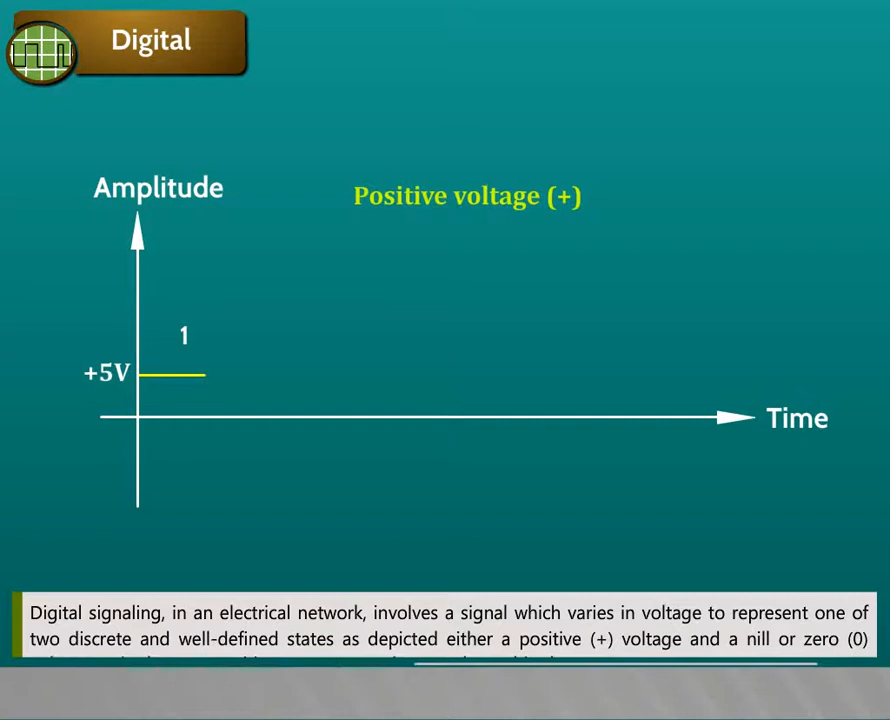 Digital
Amplitude
Positive voltage (+)
1
+5V
Time
Digital signaling, in an electrical network, involves a signal which varies in voltage to represent one of
two discrete and well-defined states as depicted either a positive (+) voltage and a nill or zero (0)